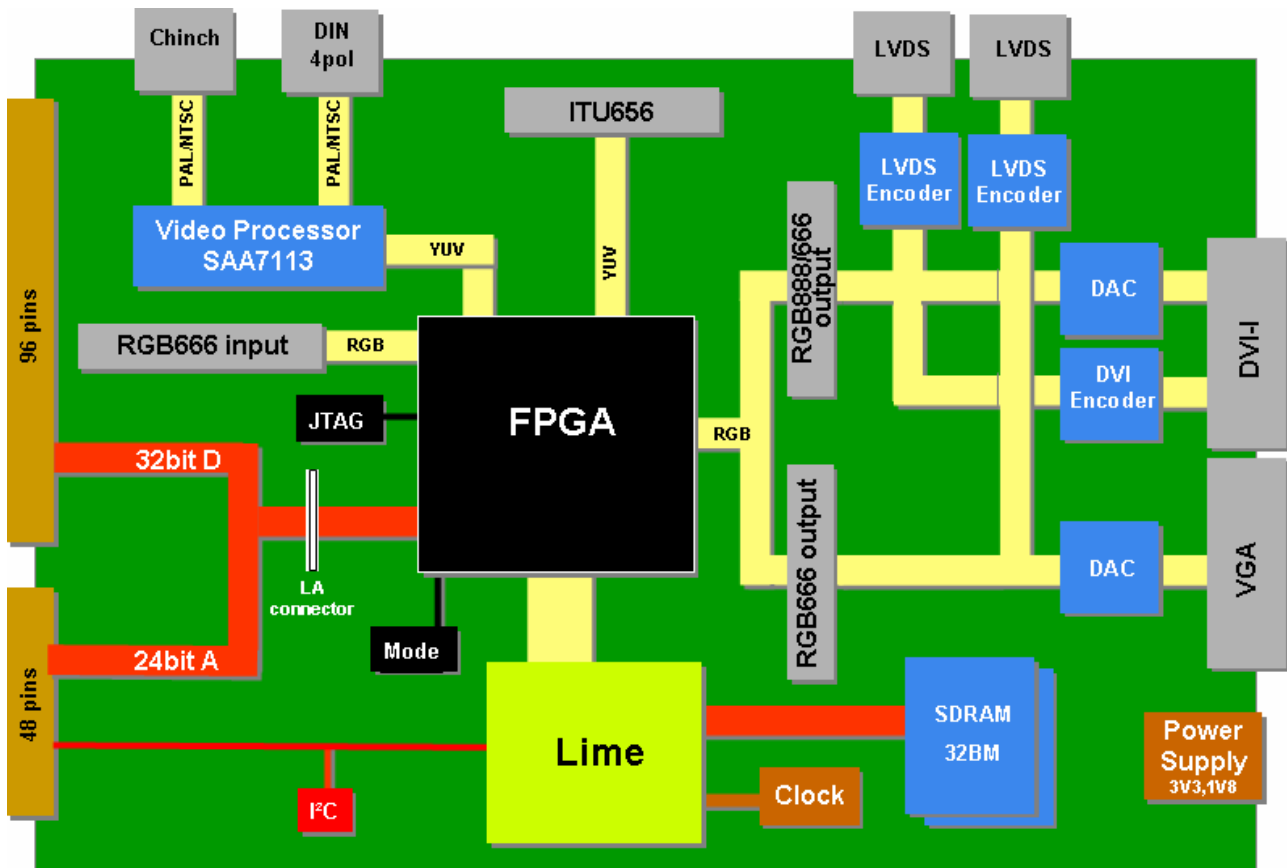 Chinch
DIN
4pol
LVDS
LVDS
ITU656
PAL/NTSC
PAL/NTSC
LVDS
Encoder
LVDS
Encoder
Video Processor
SAA7113
YUV
YUV
RGB888/666
output
DAC
DVI-I
96 pins
RGB666 input
RGB
DVI
Encoder
JTAG
FPGA
RGB
32bit D
LA
connector
RGB666 output
DAC
VGA
24bit A
Mode
48 pins
SDRAM
32BM
Lime
Power
Supply
3V3,1V8
Clock
I²C